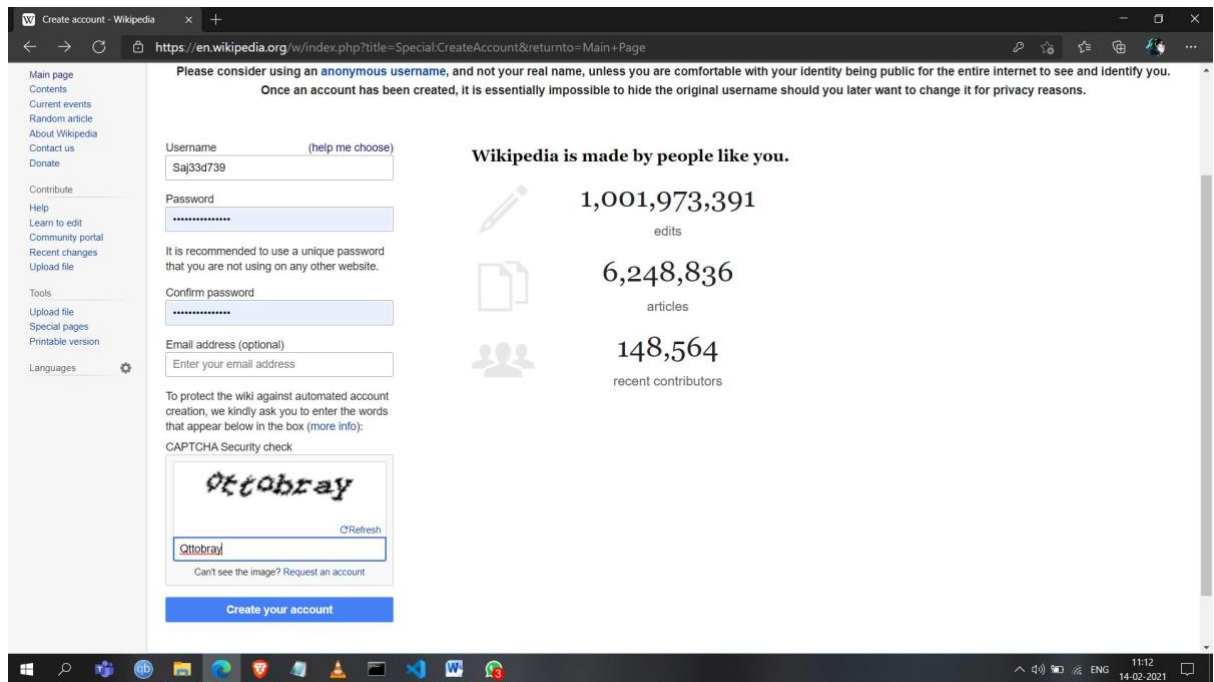 Create account - Wikipedia
https://en.wikipedia.org/w/index.php?title=Special:CreateAccount&returnto=Main+Page
Please consider using an anonymous username, and not your real name, unless you are comfortable with your identity being public for the entire internet to see and identify you.
Once an account has been created, it is essentially impossible to hide the original username should you later want to change it for privacy reasons.
Main page
Contents
Current events
Random article
About Wikipedia
Contact us
Donate
Contribute
Help
Learn to edit
Community portal
Recent changes
Upload file
Tools
Upload file
Special pages
Printable version
Languages
Username (help me choose)
Saj33d739
Password
•••••••••••••••
It is recommended to use a unique password
that you are not using on any other website.
Confirm password
•••••••••••••••
Email address (optional)
Enter your email address
To protect the wiki against automated account
creation, we kindly ask you to enter the words
that appear below in the box (more info):
CAPTCHA Security check
ottobray
Refresh
Qttobray
Can't see the image? Request an account
Create your account
Wikipedia is made by people like you.
1,001,973,391
edits
6,248,836
articles
148,564
recent contributors
ENG
11:12
14-02-2021